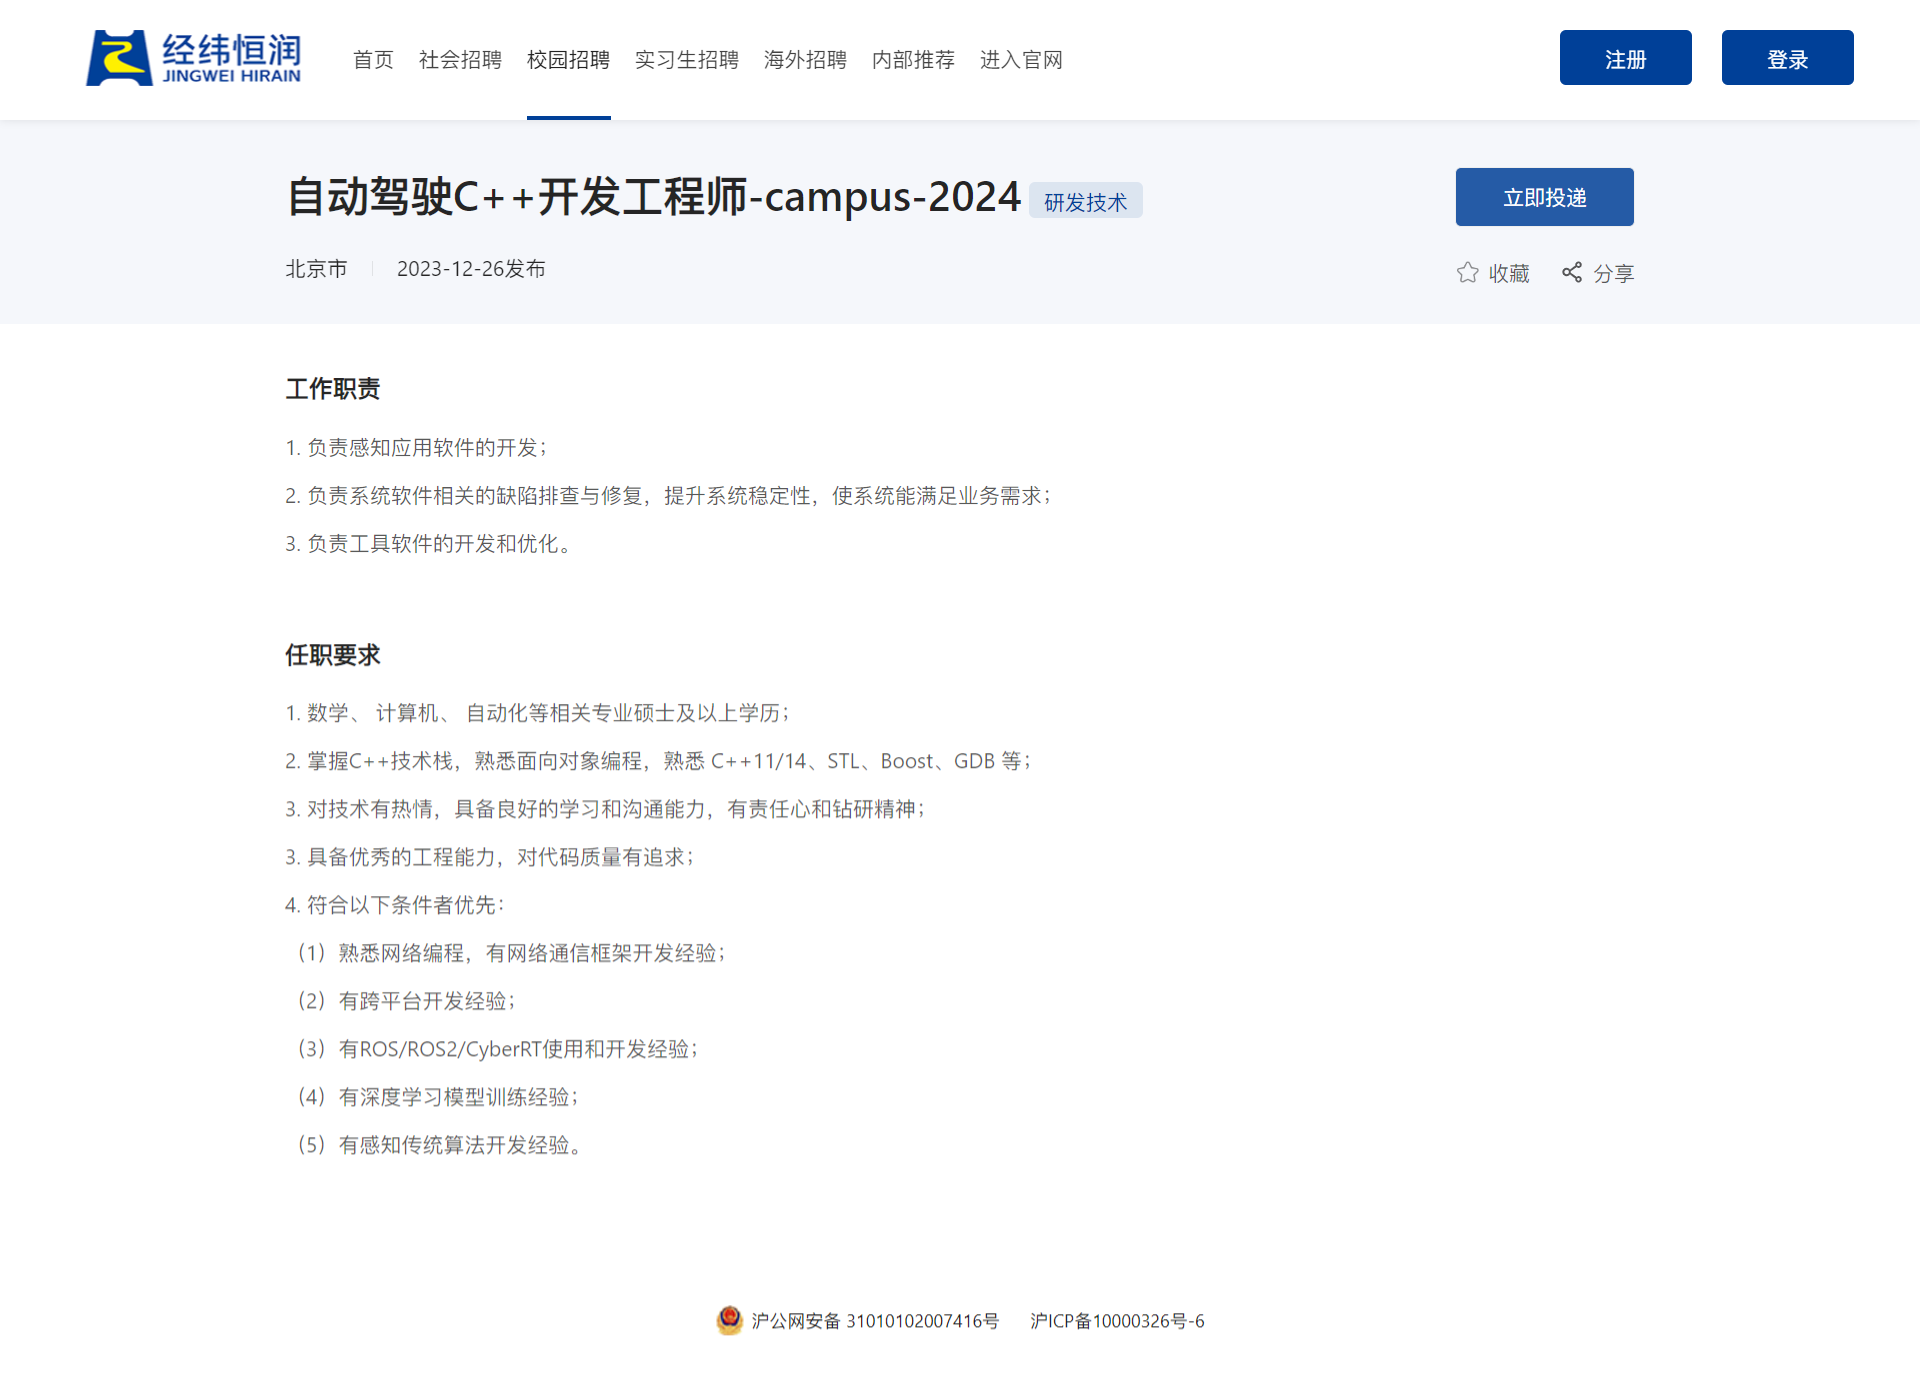 经纬恒润
JINGWEI HIRAIN
首页 社会招聘 校园招聘 实习生招聘 海外招聘 内部推荐 进入官网
注册 登录
自动驾驶C++开发工程师-campus-2024 研发技术
立即投递
北京市 2023-12-26发布
收藏 分享
工作职责
1. 负责感知应用软件的开发；
2. 负责系统软件相关的缺陷排查与修复，提升系统稳定性，使系统能满足业务需求；
3. 负责工具软件的开发和优化。
任职要求
1. 数学、 计算机、 自动化等相关专业硕士及以上学历；
2. 掌握C++技术栈，熟悉面向对象编程，熟悉 C++11/14、STL、Boost、GDB 等；
3. 对技术有热情，具备良好的学习和沟通能力，有责任心和钻研精神；
3. 具备优秀的工程能力，对代码质量有追求；
4. 符合以下条件者优先：
（1）熟悉网络编程，有网络通信框架开发经验；
（2）有跨平台开发经验；
（3）有ROS/ROS2/CyberRT使用和开发经验；
（4）有深度学习模型训练经验；
（5）有感知传统算法开发经验。
沪公网安备 31010102007416号 沪ICP备10000326号-6